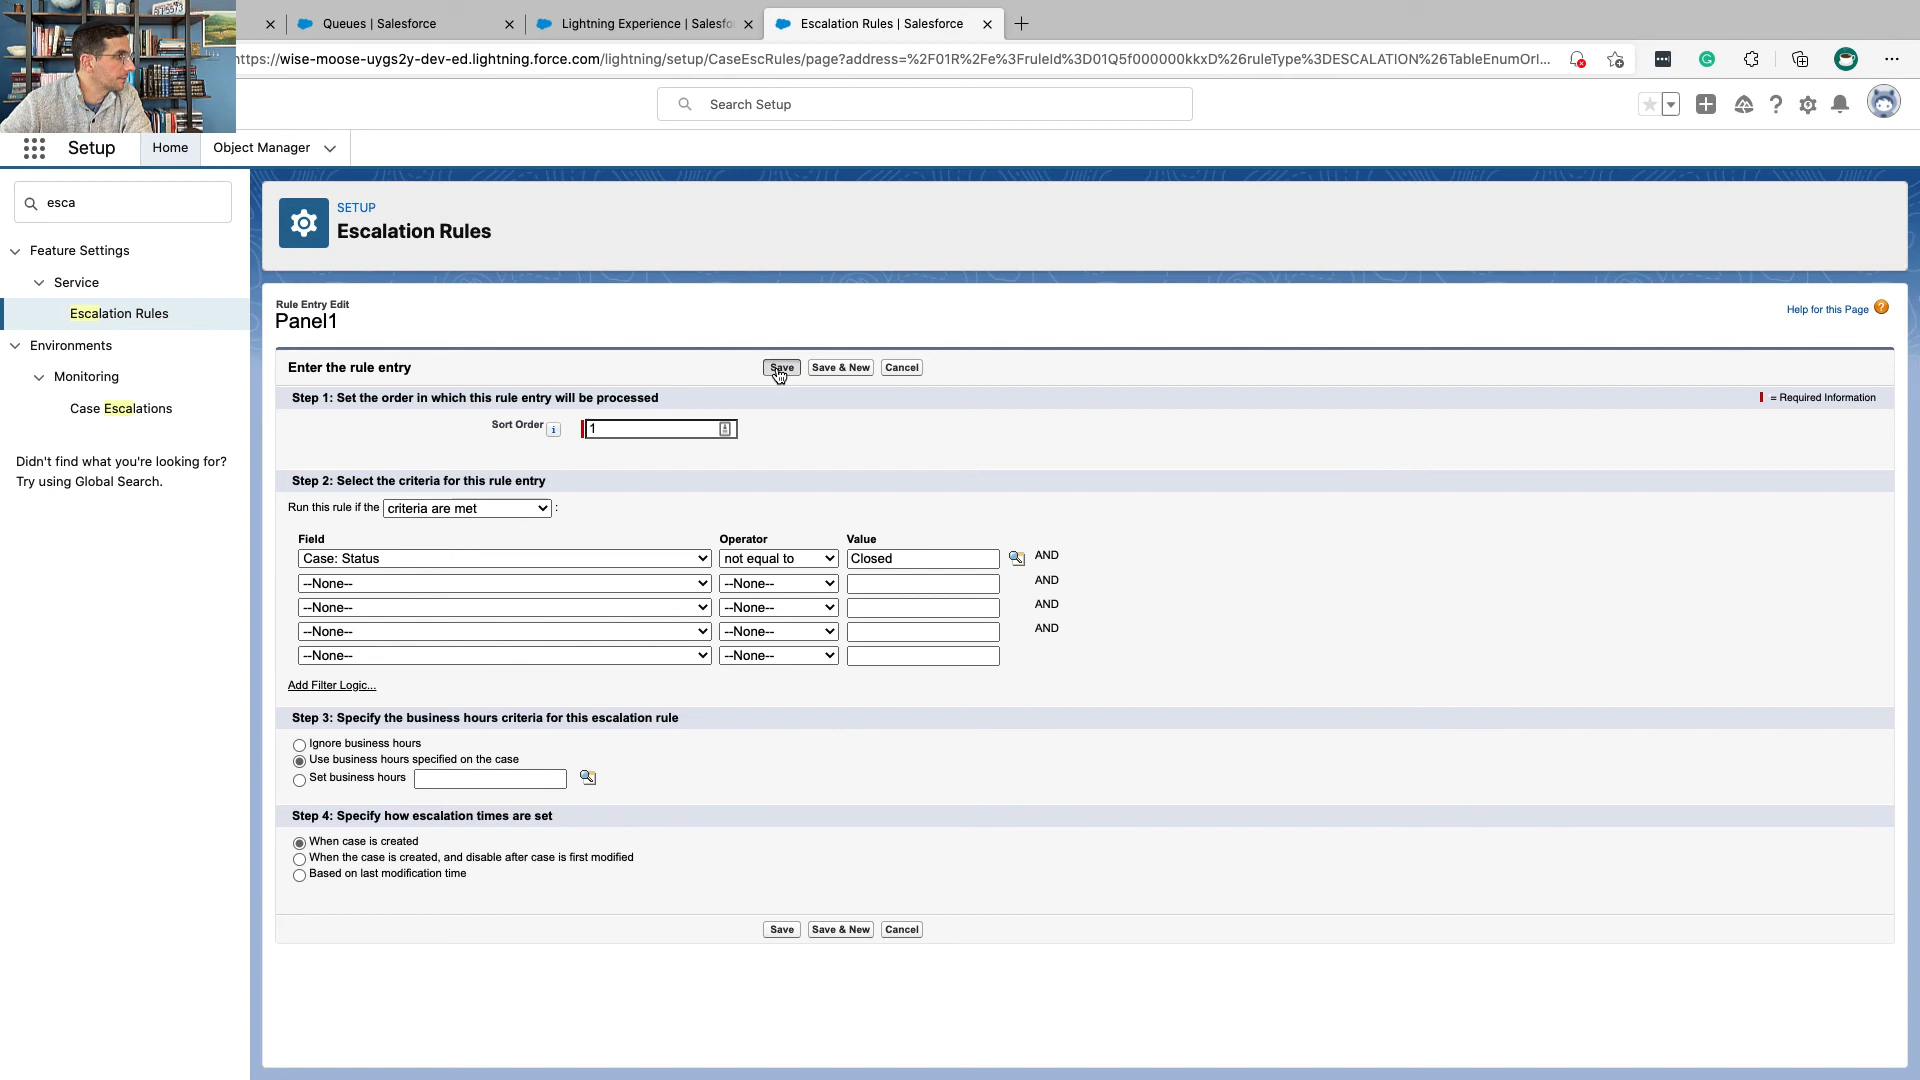 Queues | Salesforce
Lightning Experience | Salesfo
Escalation Rules | Salesforce
https://wise-moose-uygs2y-dev-ed.lightning.force.com/lightning/setup/CaseEscRules/page?address=%2F01R%2Fe%3FruleId%3D01Q5f000000kkxD%26ruleType%3DESCALATION%26TableEnumOrI...
Search Setup
Setup
Home
Object Manager
esca
Feature Settings
Service
Escalation Rules
Environments
Monitoring
Case Escalations
Didn't find what you're looking for?
Try using Global Search.
SETUP
Escalation Rules
Rule Entry Edit
Panel1
Help for this Page ?
Enter the rule entry
Save
Save & New
Cancel
Step 1: Set the order in which this rule entry will be processed
= Required Information
Sort Order i
1
Step 2: Select the criteria for this rule entry
Run this rule if the criteria are met :
Field Operator Value
Case: Status not equal to Closed AND
--None-- --None-- AND
--None-- --None-- AND
--None-- --None-- AND
--None-- --None--
Add Filter Logic...
Step 3: Specify the business hours criteria for this escalation rule
Ignore business hours
Use business hours specified on the case
Set business hours
Step 4: Specify how escalation times are set
When case is created
When the case is created, and disable after case is first modified
Based on last modification time
Save
Save & New
Cancel